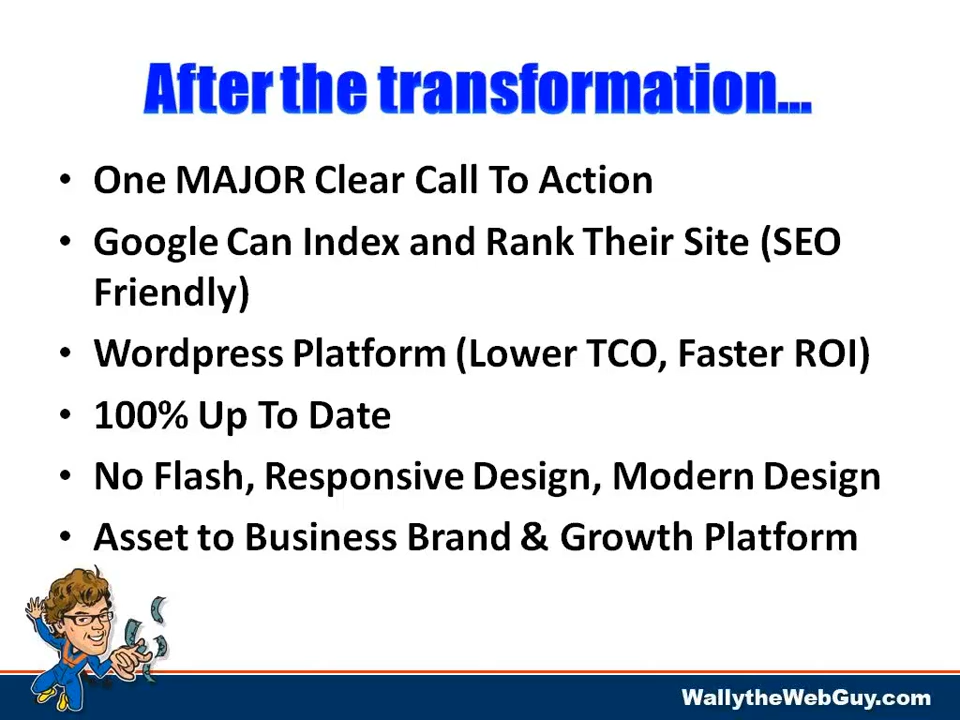 After the transformation...
• One MAJOR Clear Call To Action
• Google Can Index and Rank Their Site (SEO
Friendly)
• Wordpress Platform (Lower TCO, Faster ROI)
• 100% Up To Date
• No Flash, Responsive Design, Modern Design
• Asset to Business Brand & Growth Platform
WallytheWebGuy.com